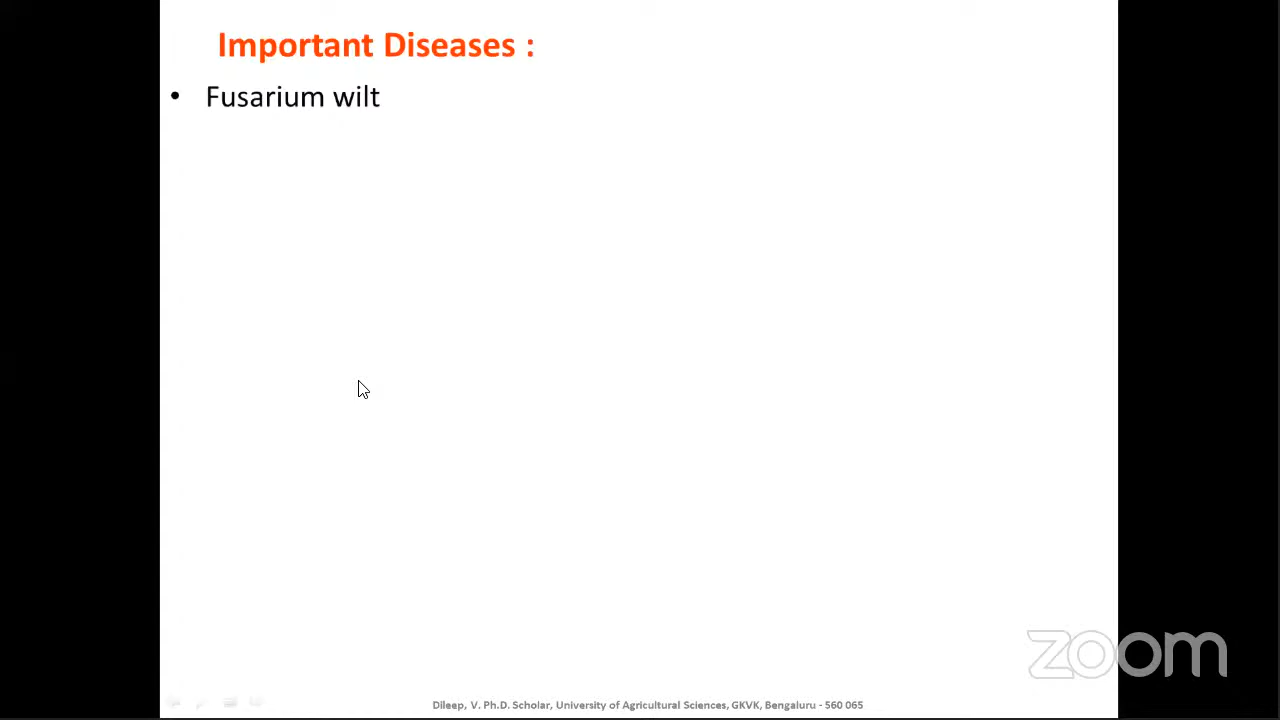 Important Diseases :
• Fusarium wilt
zoom
Dileep, V. Ph.D. Scholar, University of Agricultural Sciences, GKVK, Bengaluru - 560 065